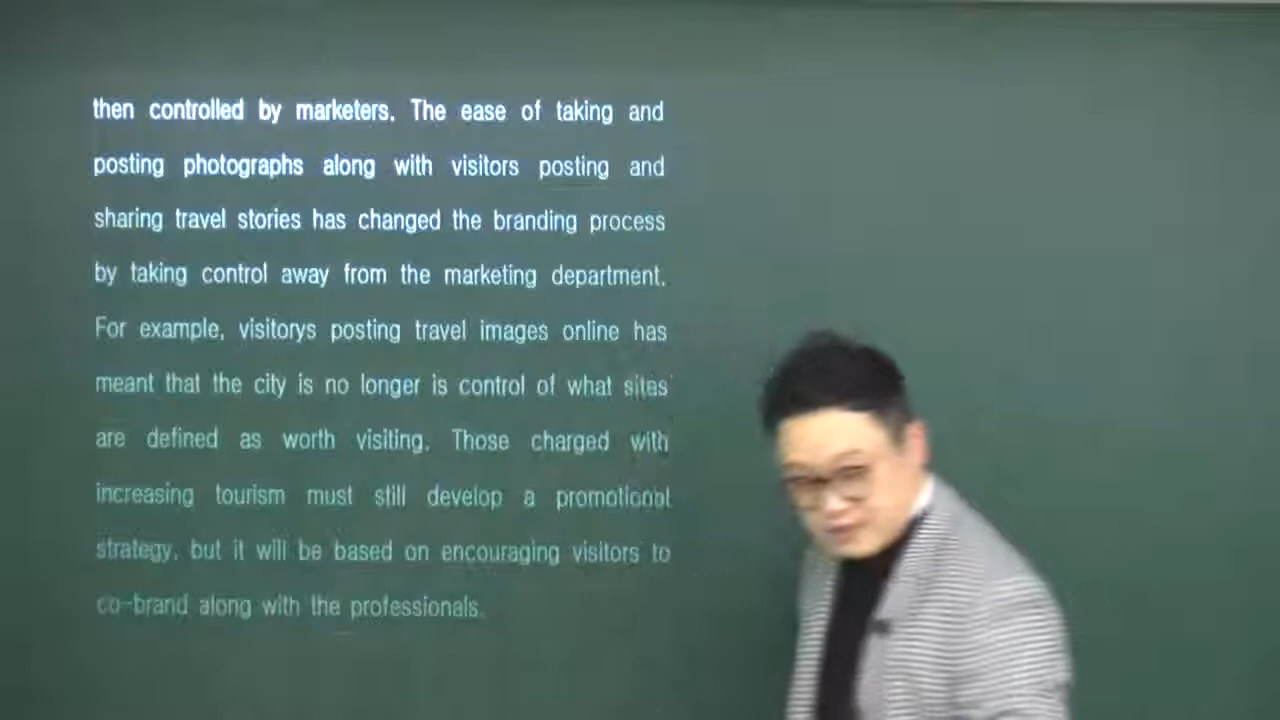 then controlled by marketers. The ease of taking and
posting photographs along with visitors posting and
sharing travel stories has changed the branding process
by taking control away from the marketing department.
For example, visitorys posting travel images online has
meant that the city is no longer is control of what sites
are defined as worth visiting. Those charged with
increasing tourism must still develop a promotional
strategy, but it will be based on encouraging visitors to
co-brand along with the professionals.